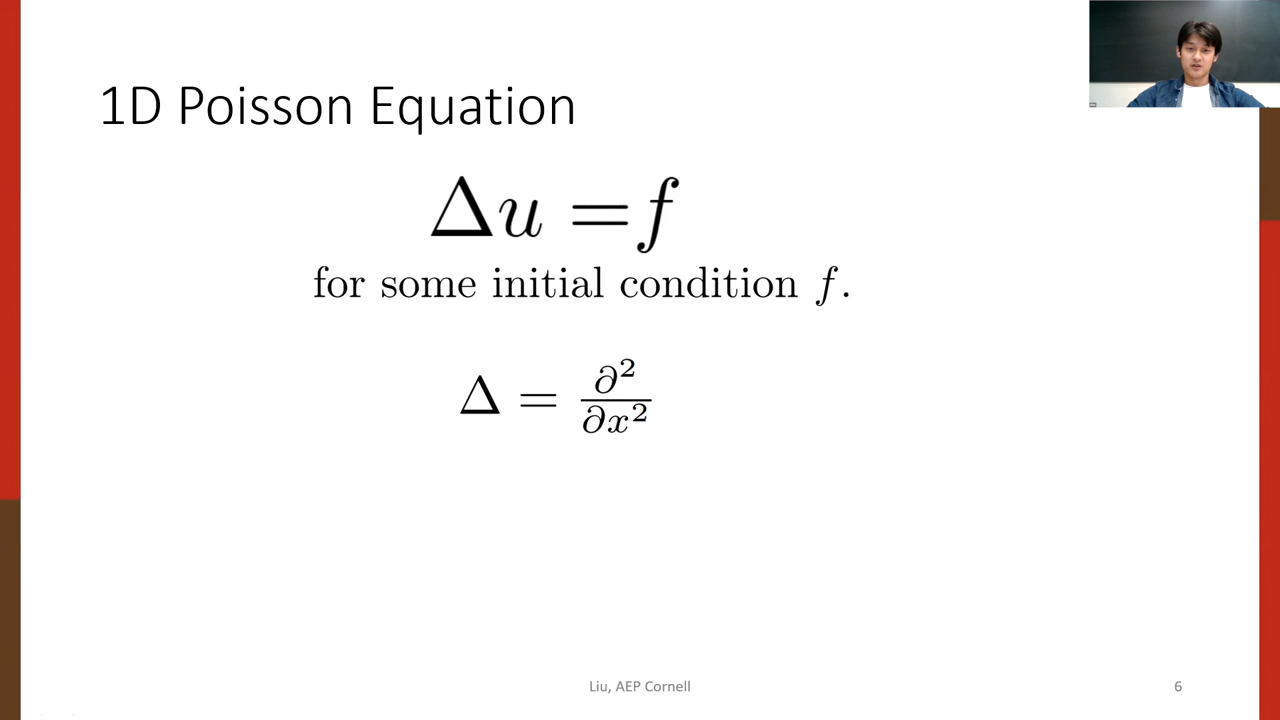 1D Poisson Equation
Δu = f
for some initial condition f.
Δ = ∂²/∂x²
Liu, AEP Cornell
6